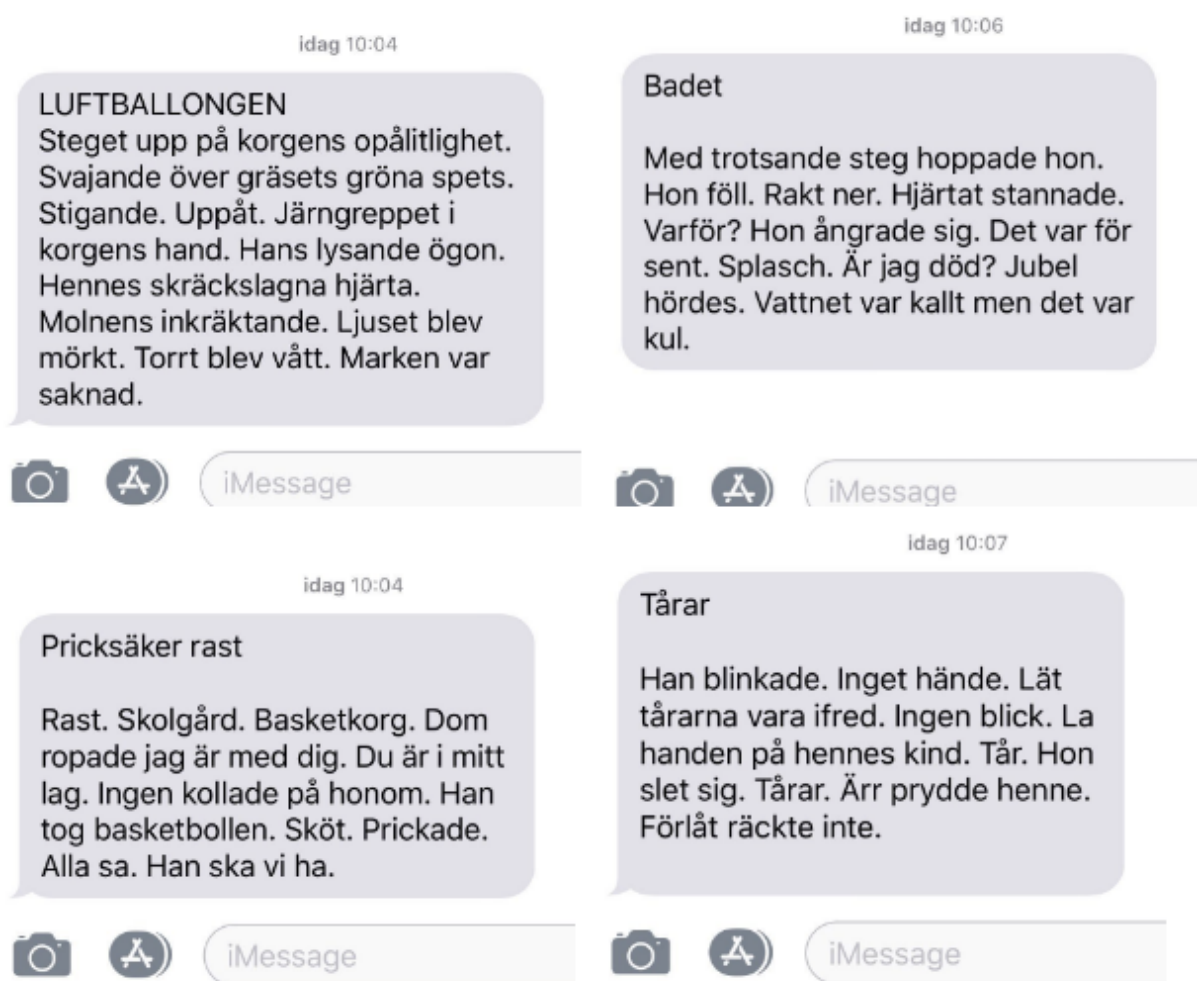 idag 10:04
LUFTBALLONGEN
Steget upp på korgens opålitlighet.
Svajande över gräsets gröna spets.
Stigande. Uppåt. Järngreppet i
korgens hand. Hans lysande ögon.
Hennes skräckslagna hjärta.
Molnens inkräktande. Ljuset blev
mörkt. Torrt blev vått. Marken var
saknad.
iMessage
idag 10:06
Badet
Med trotsande steg hoppade hon.
Hon föll. Rakt ner. Hjärtat stannade.
Varför? Hon ångrade sig. Det var för
sent. Splasch. Är jag död? Jubel
hördes. Vattnet var kallt men det var
kul.
iMessage
idag 10:04
Pricksäker rast
Rast. Skolgård. Basketkorg. Dom
ropade jag är med dig. Du är i mitt
lag. Ingen kollade på honom. Han
tog basketbollen. Sköt. Prickade.
Alla sa. Han ska vi ha.
iMessage
idag 10:07
Tårar
Han blinkade. Inget hände. Lät
tårarna vara ifred. Ingen blick. La
handen på hennes kind. Tår. Hon
slet sig. Tårar. Ärr prydde henne.
Förlåt räckte inte.
iMessage